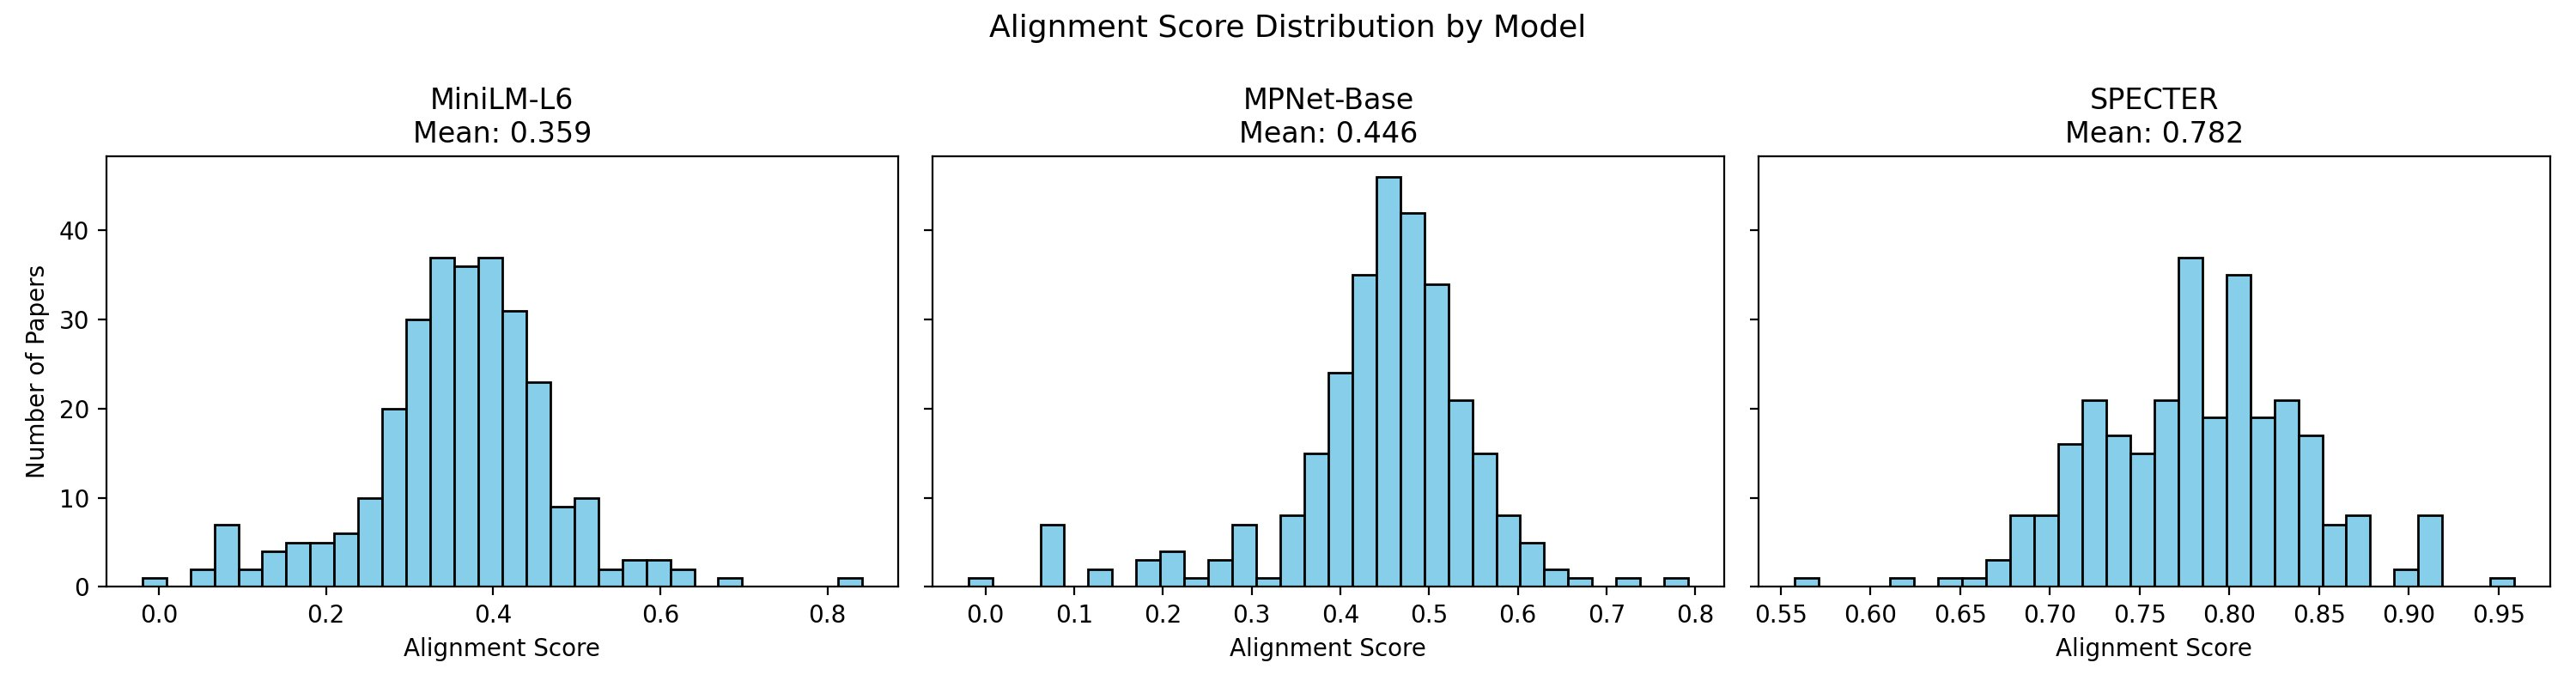 Alignment Score Distribution by Model
MiniLM-L6
Mean: 0.359
MPNet-Base
Mean: 0.446
SPECTER
Mean: 0.782
Number of Papers
40
30
20
10
0
0.0 0.2 0.4 0.6 0.8
0.0 0.1 0.2 0.3 0.4 0.5 0.6 0.7 0.8
0.55 0.60 0.65 0.70 0.75 0.80 0.85 0.90 0.95
Alignment Score
Alignment Score
Alignment Score